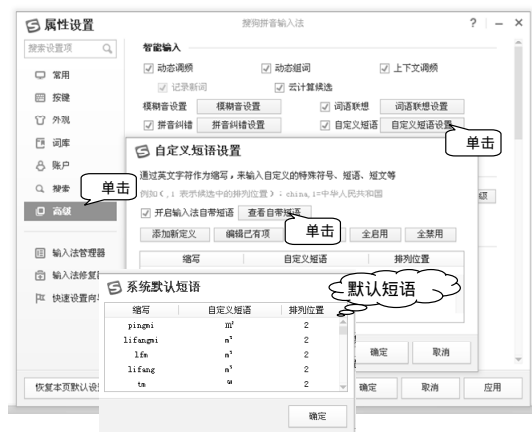 属性设置
搜狗拼音输入法
搜索设置项
智能输入
常用
动态调频
动态组词
上下文调频
记录新词
云计算候选
按键
模糊音设置
模糊音设置
词语联想
词语联想设置
外观
拼音纠错
拼音纠错设置
自定义短语
自定义短语设置
单击
词库
账户
搜索
高级
单击
输入法管理器
输入法修复
快速设置向
自定义短语设置
通过英文字符作为缩写,来输入自定义的特殊符号、短语、短文等
例如<,;表示候选中的排列位置>:china,1=中华人民共和国
开启输入法自带短语
查看自带短语
单击
添加新定义
编辑已有项
全启用
全禁用
缩写
自定义短语
排列位置
系统默认短语
默认短语
缩写
自定义短语
排列位置
pingmi
㎡
2
lifangmi
m³
2
lfm
m³
2
lifang
m³
2
tm
2
确定
取消
确定
恢复本页默认设
确定
取消
应用